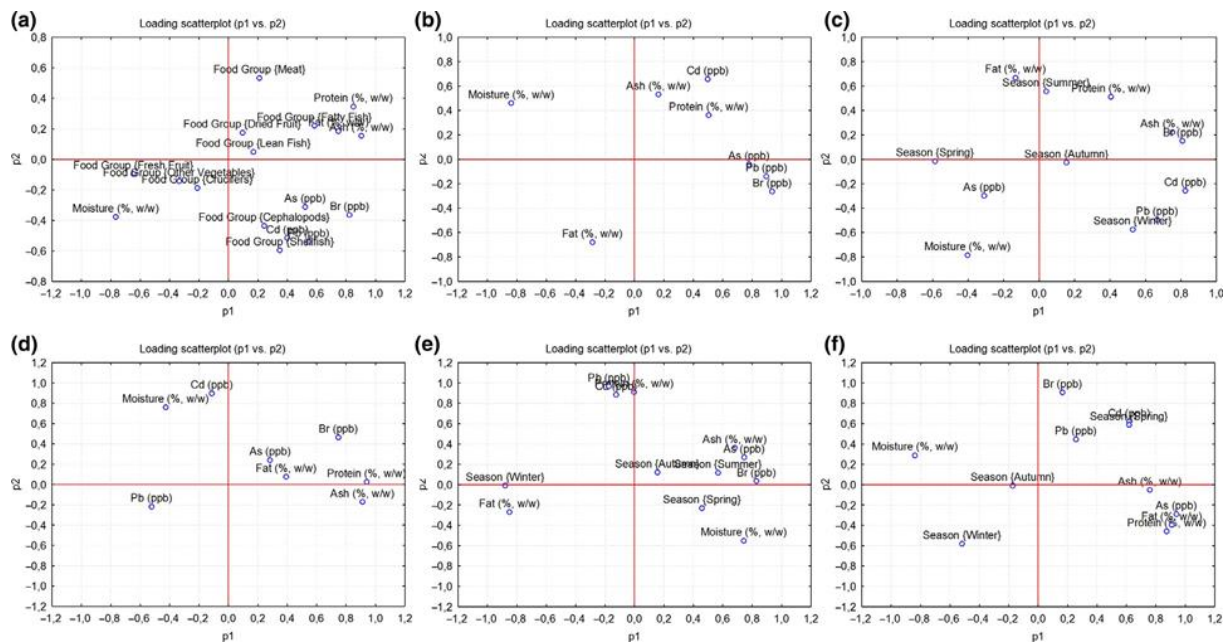 (a)
Loading scatterplot (p1 vs. p2)
0,8
0,6
0,4
0,2
0,0
−0,2
−0,4
−0,6
−0,8
p2
Food Group {Meat}
Protein (%, w/w)
Food Group {Fatty Fish}
Food Group {Dried Fruit}
Ash (%, w/w)
Food Group {Lean Fish}
Food Group {Fresh Fruit}
Food Group {Other Vegetables}
Food Group {Crucifers}
Moisture (%, w/w)
As (ppb)
Br (ppb)
Food Group {Cephalopods}
Cd (ppb)
Food Group {Shellfish}
−1,2 −1,0 −0,8 −0,6 −0,4 −0,2 0,0 0,2 0,4 0,6 0,8 1,0 1,2
p1
(b)
Loading scatterplot (p1 vs. p2)
1,0
0,8
0,6
0,4
0,2
0,0
−0,2
−0,4
−0,6
−0,8
−1,0
p2
Cd (ppb)
Ash (%, w/w)
Moisture (%, w/w)
Protein (%, w/w)
As (ppb)
Pb (ppb)
Br (ppb)
Fat (%, w/w)
−1,2 −1,0 −0,8 −0,6 −0,4 −0,2 0,0 0,2 0,4 0,6 0,8 1,0 1,2
p1
(c)
Loading scatterplot (p1 vs. p2)
1,0
0,8
0,6
0,4
0,2
0,0
−0,2
−0,4
−0,6
−0,8
−1,0
p2
Fat (%, w/w)
Season {Summer}
Protein (%, w/w)
Ash (%, w/w)
Br (ppb)
Season {Spring}
Season {Autumn}
Cd (ppb)
As (ppb)
Pb (ppb)
Season {Winter}
Moisture (%, w/w)
−1,0 −0,8 −0,6 −0,4 −0,2 0,0 0,2 0,4 0,6 0,8 1,0
p1
(d)
Loading scatterplot (p1 vs. p2)
1,2
1,0
0,8
0,6
0,4
0,2
0,0
−0,2
−0,4
−0,6
−0,8
−1,0
−1,2
p2
Cd (ppb)
Moisture (%, w/w)
Br (ppb)
As (ppb)
Fat (%, w/w)
Protein (%, w/w)
Ash (%, w/w)
Pb (ppb)
−1,2 −1,0 −0,8 −0,6 −0,4 −0,2 0,0 0,2 0,4 0,6 0,8 1,0 1,2
p1
(e)
Loading scatterplot (p1 vs. p2)
1,2
1,0
0,8
0,6
0,4
0,2
0,0
−0,2
−0,4
−0,6
−0,8
−1,0
−1,2
p2
Pb (ppb)
Protein (%, w/w)
Cd (ppb)
Ash (%, w/w)
As (ppb)
Season {Autumn}
Season {Summer}
Br (ppb)
Season {Winter}
Fat (%, w/w)
Season {Spring}
Moisture (%, w/w)
−1,2 −1,0 −0,8 −0,6 −0,4 −0,2 0,0 0,2 0,4 0,6 0,8 1,0 1,2
p1
(f)
Loading scatterplot (p1 vs. p2)
1,2
1,0
0,8
0,6
0,4
0,2
0,0
−0,2
−0,4
−0,6
−0,8
−1,0
−1,2
p2
Br (ppb)
Cd (ppb)
Season {Spring}
Pb (ppb)
Moisture (%, w/w)
Season {Autumn}
Ash (%, w/w)
As (ppb)
Fat (%, w/w)
Protein (%, w/w)
Season {Winter}
−1,2 −1,0 −0,8 −0,6 −0,4 −0,2 0,0 0,2 0,4 0,6 0,8 1,0 1,2
p1